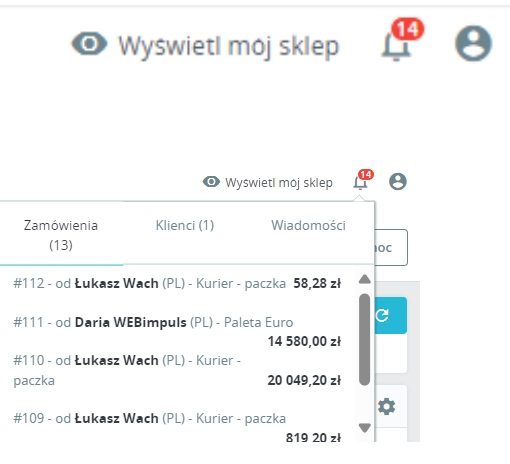 Wyświetl mój sklep 14
Wyświetl mój sklep 14
Zamówienia (13) Klienci (1) Wiadomości
#112 - od Łukasz Wach (PL) - Kurier - paczka 58,28 zł
#111 - od Daria WEBimpuls (PL) - Paleta Euro
14 580,00 zł
#110 - od Łukasz Wach (PL) - Kurier -
paczka 20 049,20 zł
#109 - od Łukasz Wach (PL) - Kurier - paczka
819,20 zł